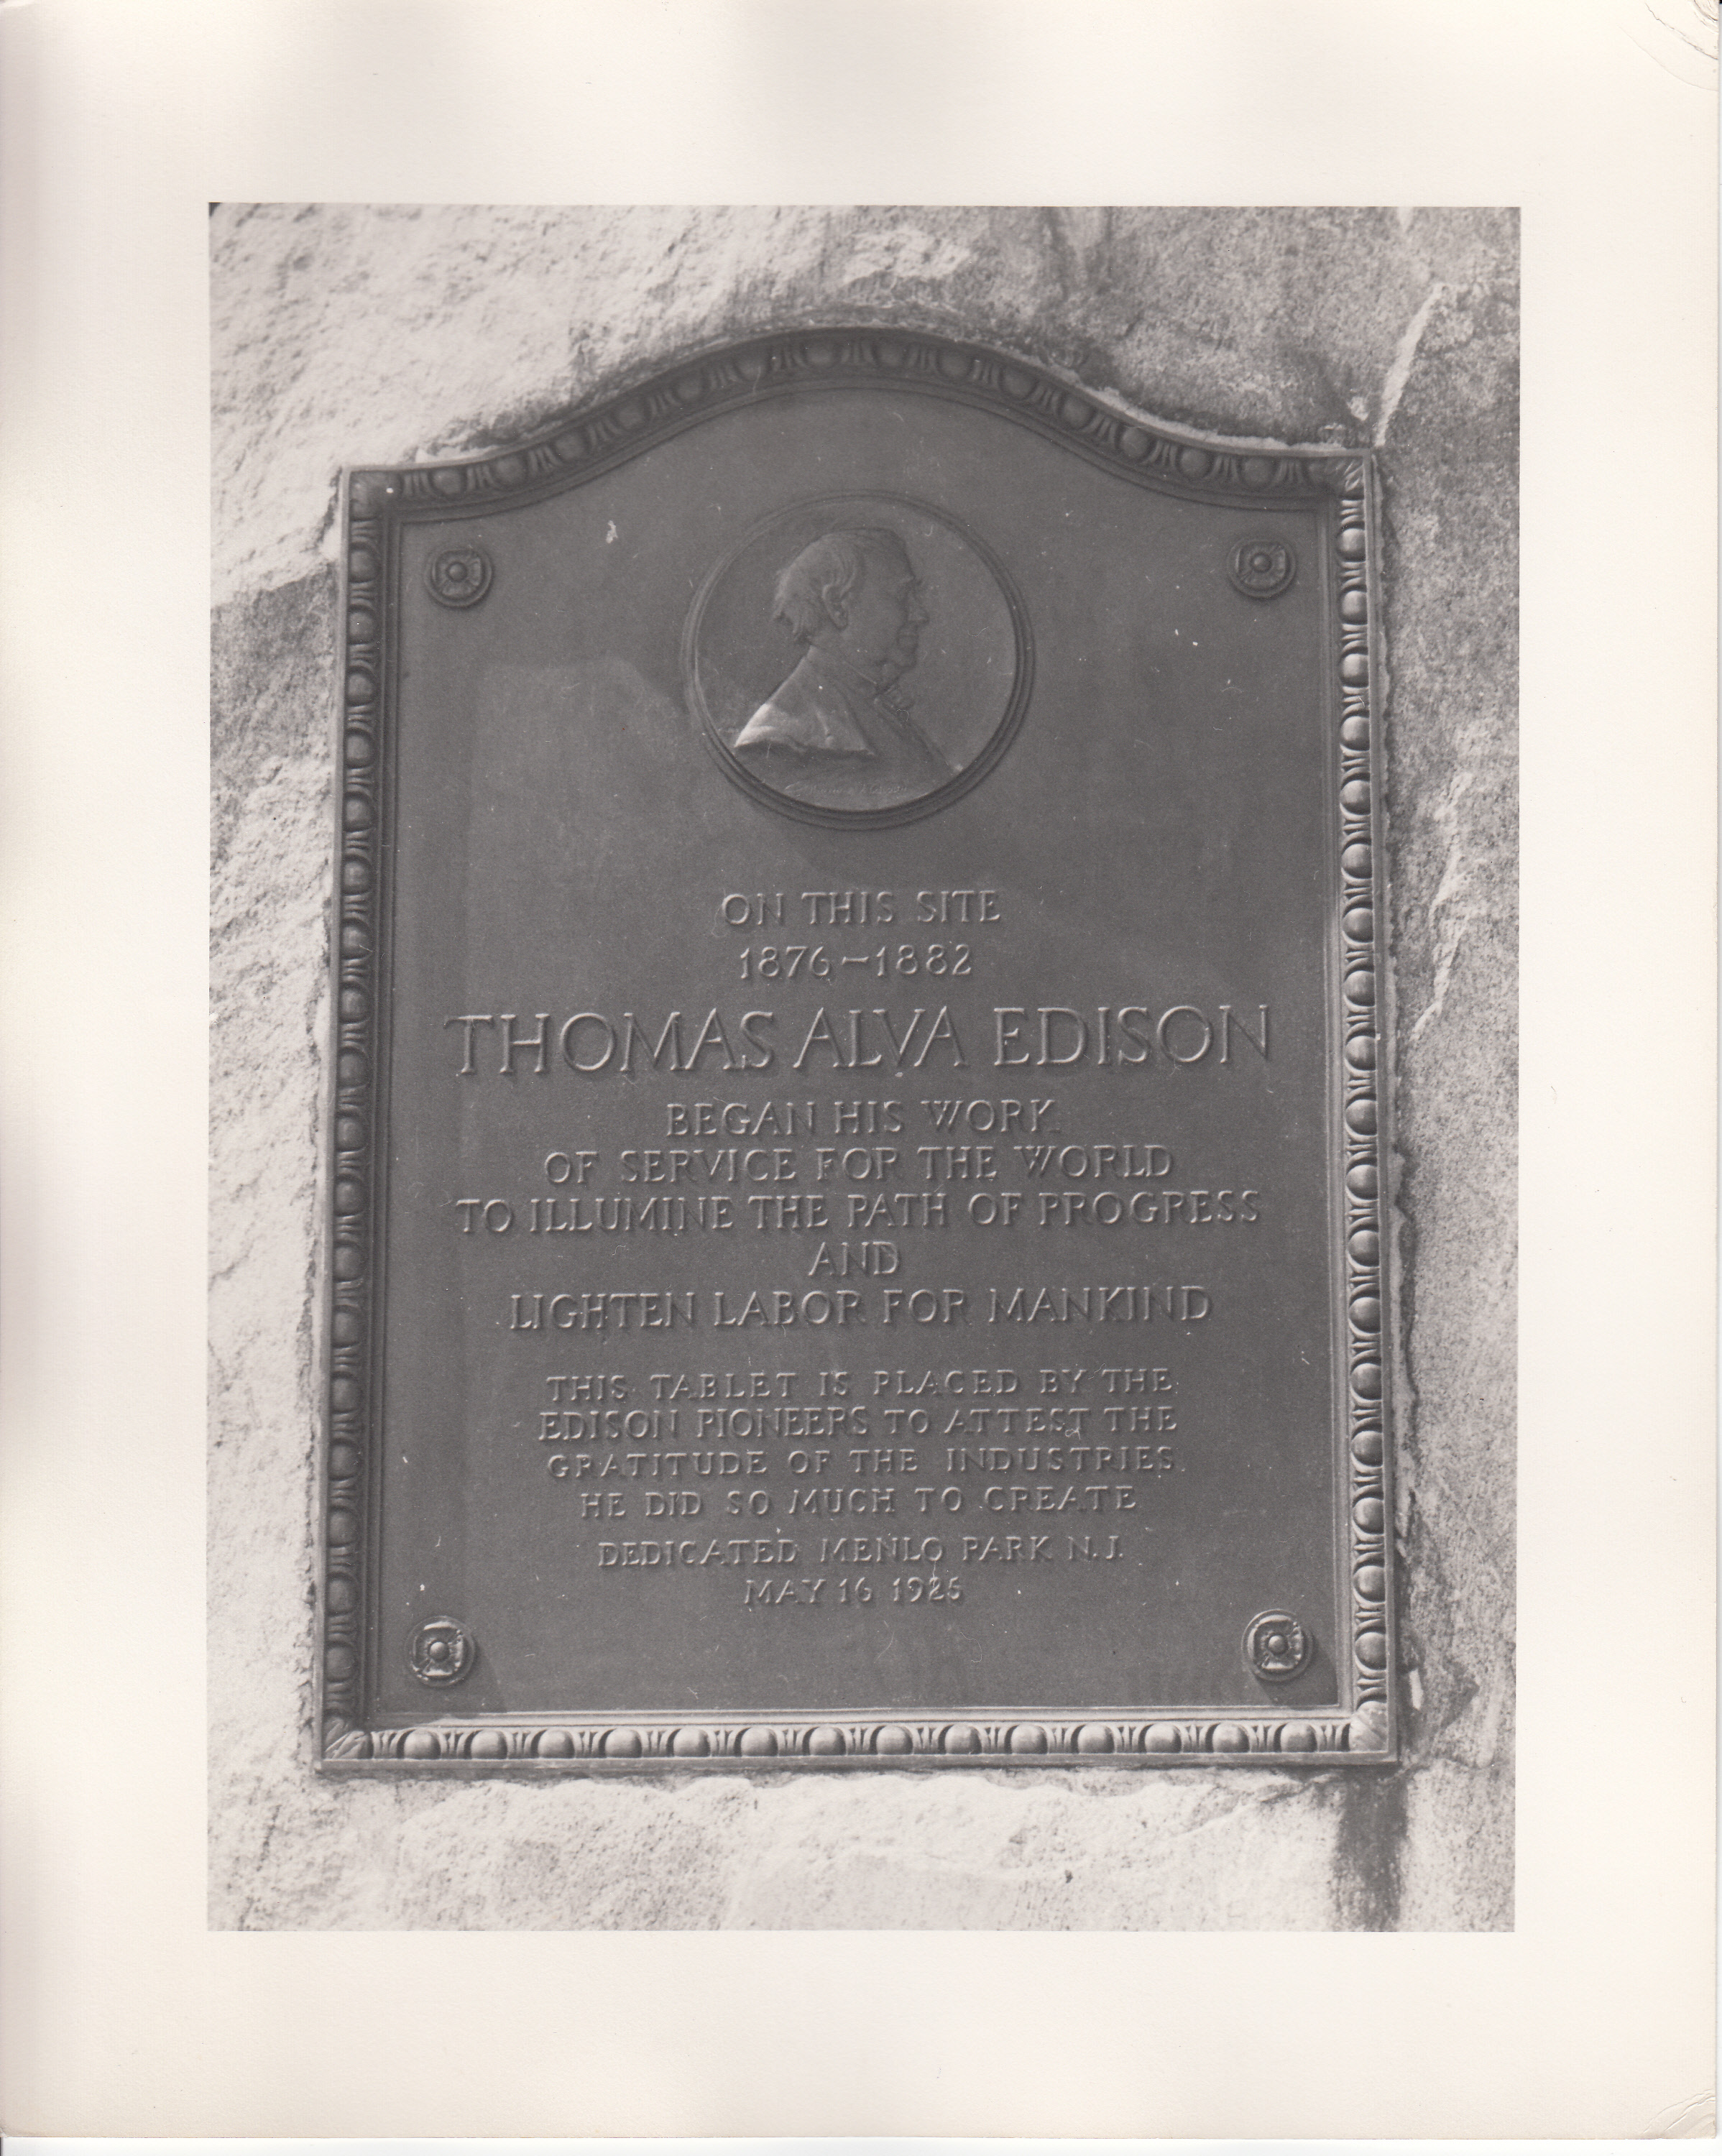 ON THIS SITE
1876-1882
THOMAS ALVA EDISON
BEGAN HIS WORK
OF SERVICE FOR THE WORLD
TO ILLUMINE THE PATH OF PROGRESS
AND
LIGHTEN LABOR FOR MANKIND
THIS TABLET IS PLACED BY THE
EDISON PIONEERS TO ATTEST THE
GRATITUDE OF THE INDUSTRIES
HE DID SO MUCH TO CREATE
DEDICATED MENLO PARK N.J.
MAY 16 1925